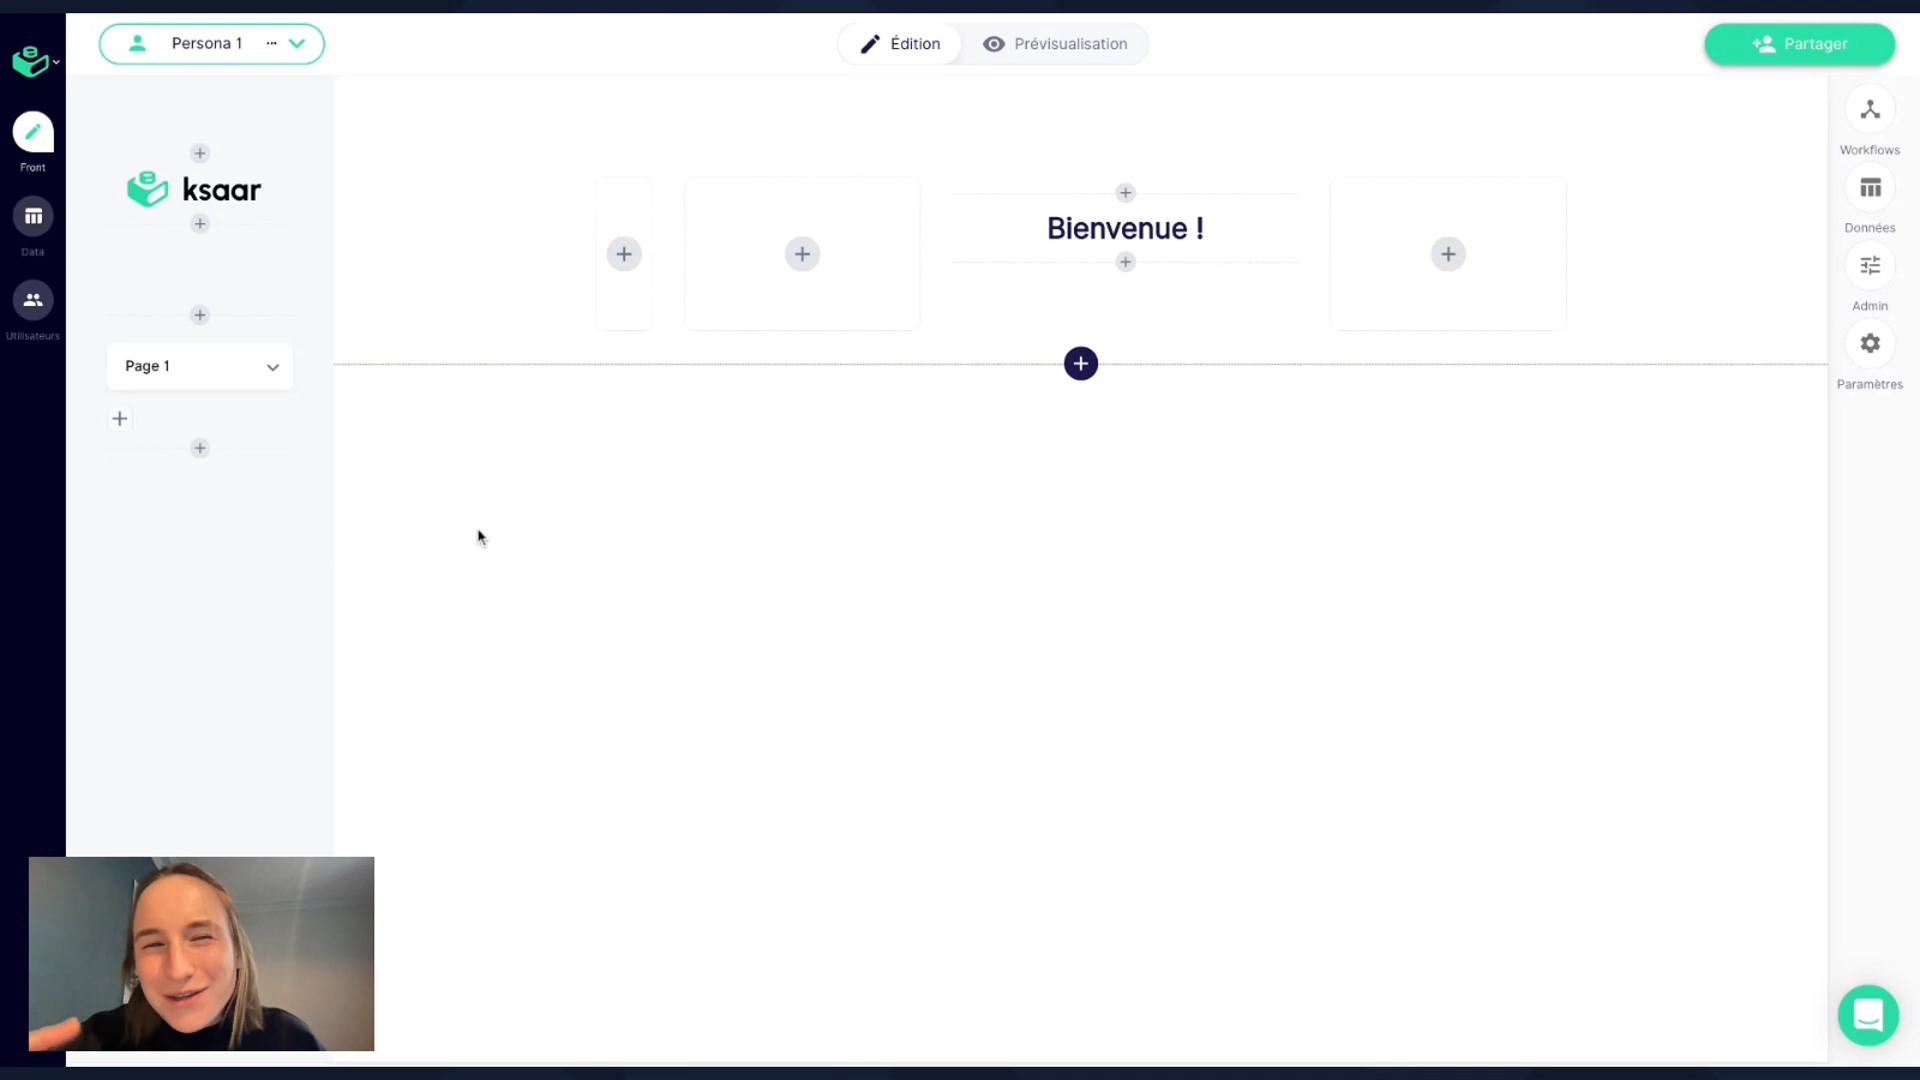 Persona 1
Édition
Prévisualisation
Partager
Front
Data
Utilisateurs
ksaar
Page 1
Bienvenue !
Workflows
Données
Admin
Paramètres